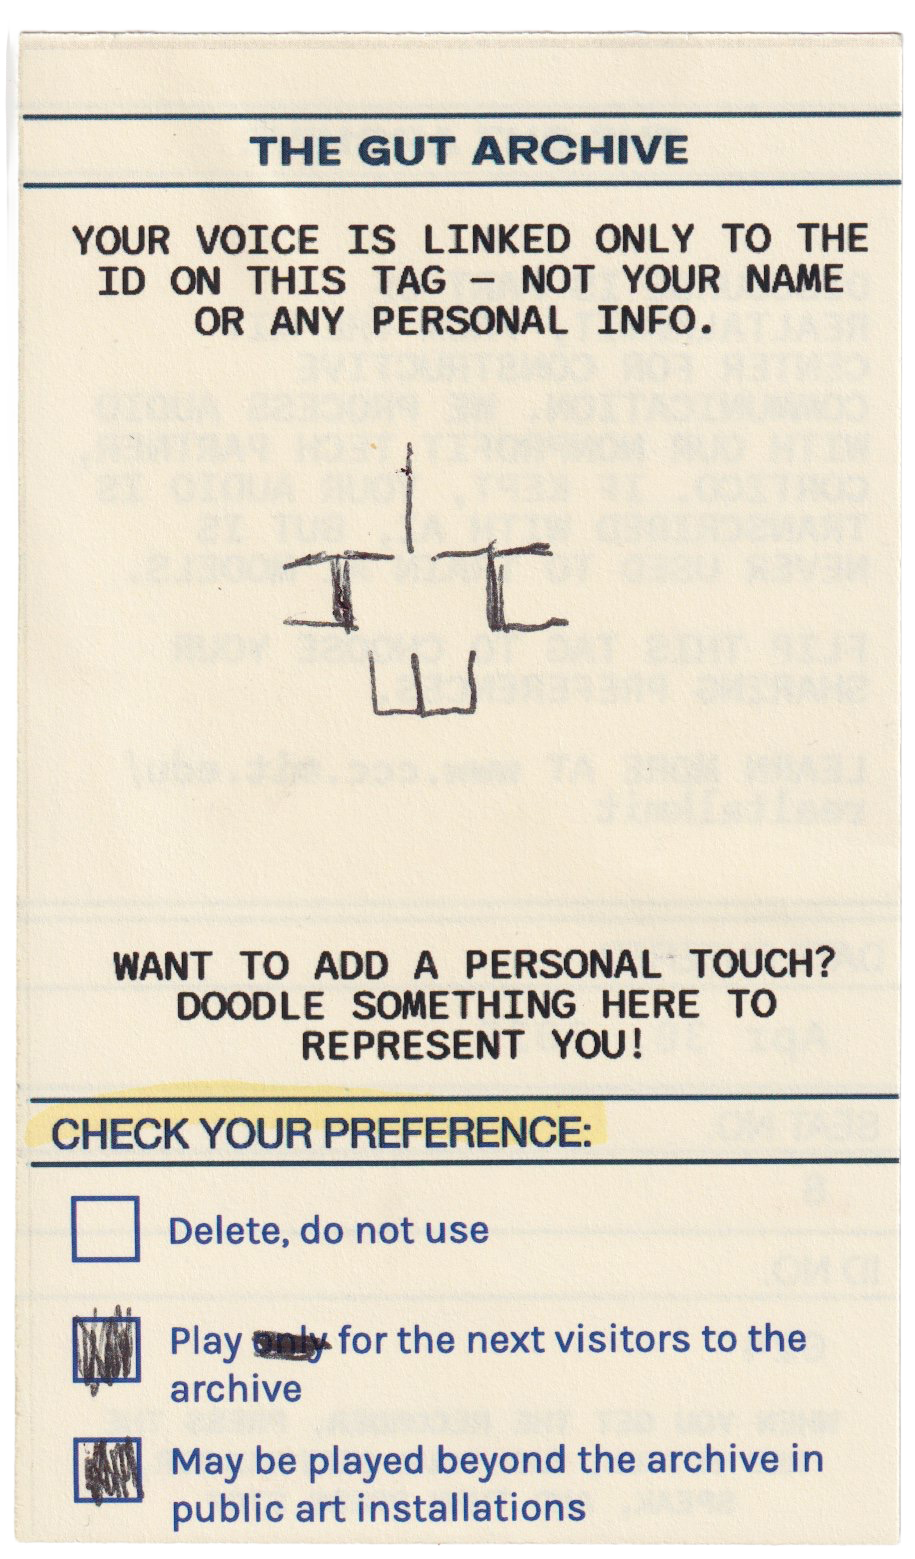 THE GUT ARCHIVE
YOUR VOICE IS LINKED ONLY TO THE
ID ON THIS TAG – NOT YOUR NAME
OR ANY PERSONAL INFO.
WANT TO ADD A PERSONAL TOUCH?
DOODLE SOMETHING HERE TO
REPRESENT YOU!
CHECK YOUR PREFERENCE:
Delete, do not use
Play only for the next visitors to the
archive
May be played beyond the archive in
public art installations